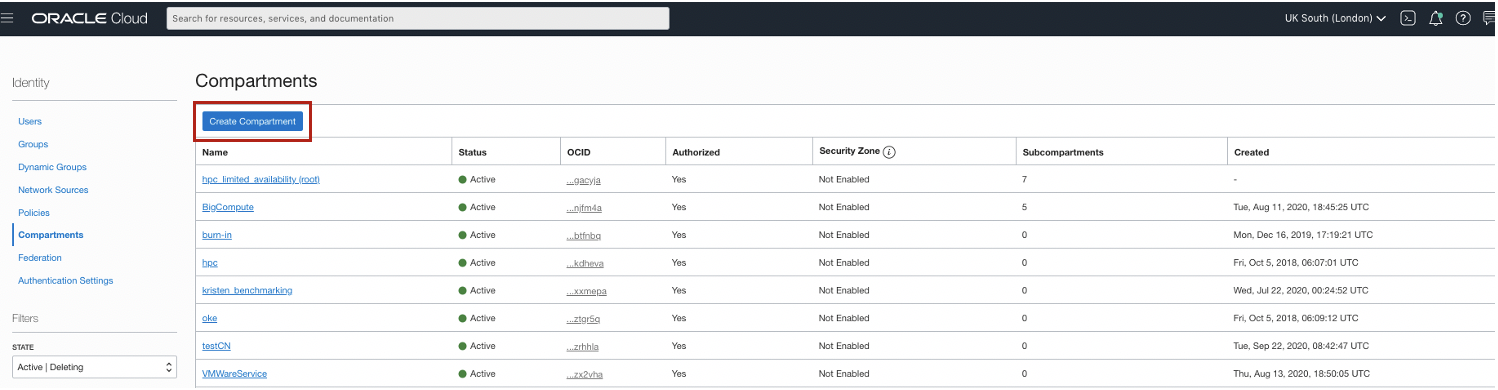 ORACLE Cloud
Search for resources, services, and documentation
UK South (London)
Identity
Users
Groups
Dynamic Groups
Network Sources
Policies
Compartments
Federation
Authentication Settings
Filters
STATE
Active | Deleting
Compartments
Create Compartment
Name Status OCID Authorized Security Zone Subcompartments Created
hpc_limited_availability (root) Active ...gacyja Yes Not Enabled 7 -
BigCompute Active ...njfm4a Yes Not Enabled 5 Tue, Aug 11, 2020, 18:45:25 UTC
burn-in Active ...btfnbq Yes Not Enabled 0 Mon, Dec 16, 2019, 17:19:21 UTC
hpc Active ...kdheva Yes Not Enabled 0 Fri, Oct 5, 2018, 06:07:01 UTC
kristen_benchmarking Active ...xxmepa Yes Not Enabled 0 Wed, Jul 22, 2020, 00:24:52 UTC
oke Active ...ztgr5q Yes Not Enabled 0 Fri, Oct 5, 2018, 06:09:12 UTC
testCN Active ...zrhhla Yes Not Enabled 0 Tue, Sep 22, 2020, 08:42:47 UTC
VMWareService Active ...zx2vha Yes Not Enabled 0 Thu, Aug 13, 2020, 18:50:05 UTC